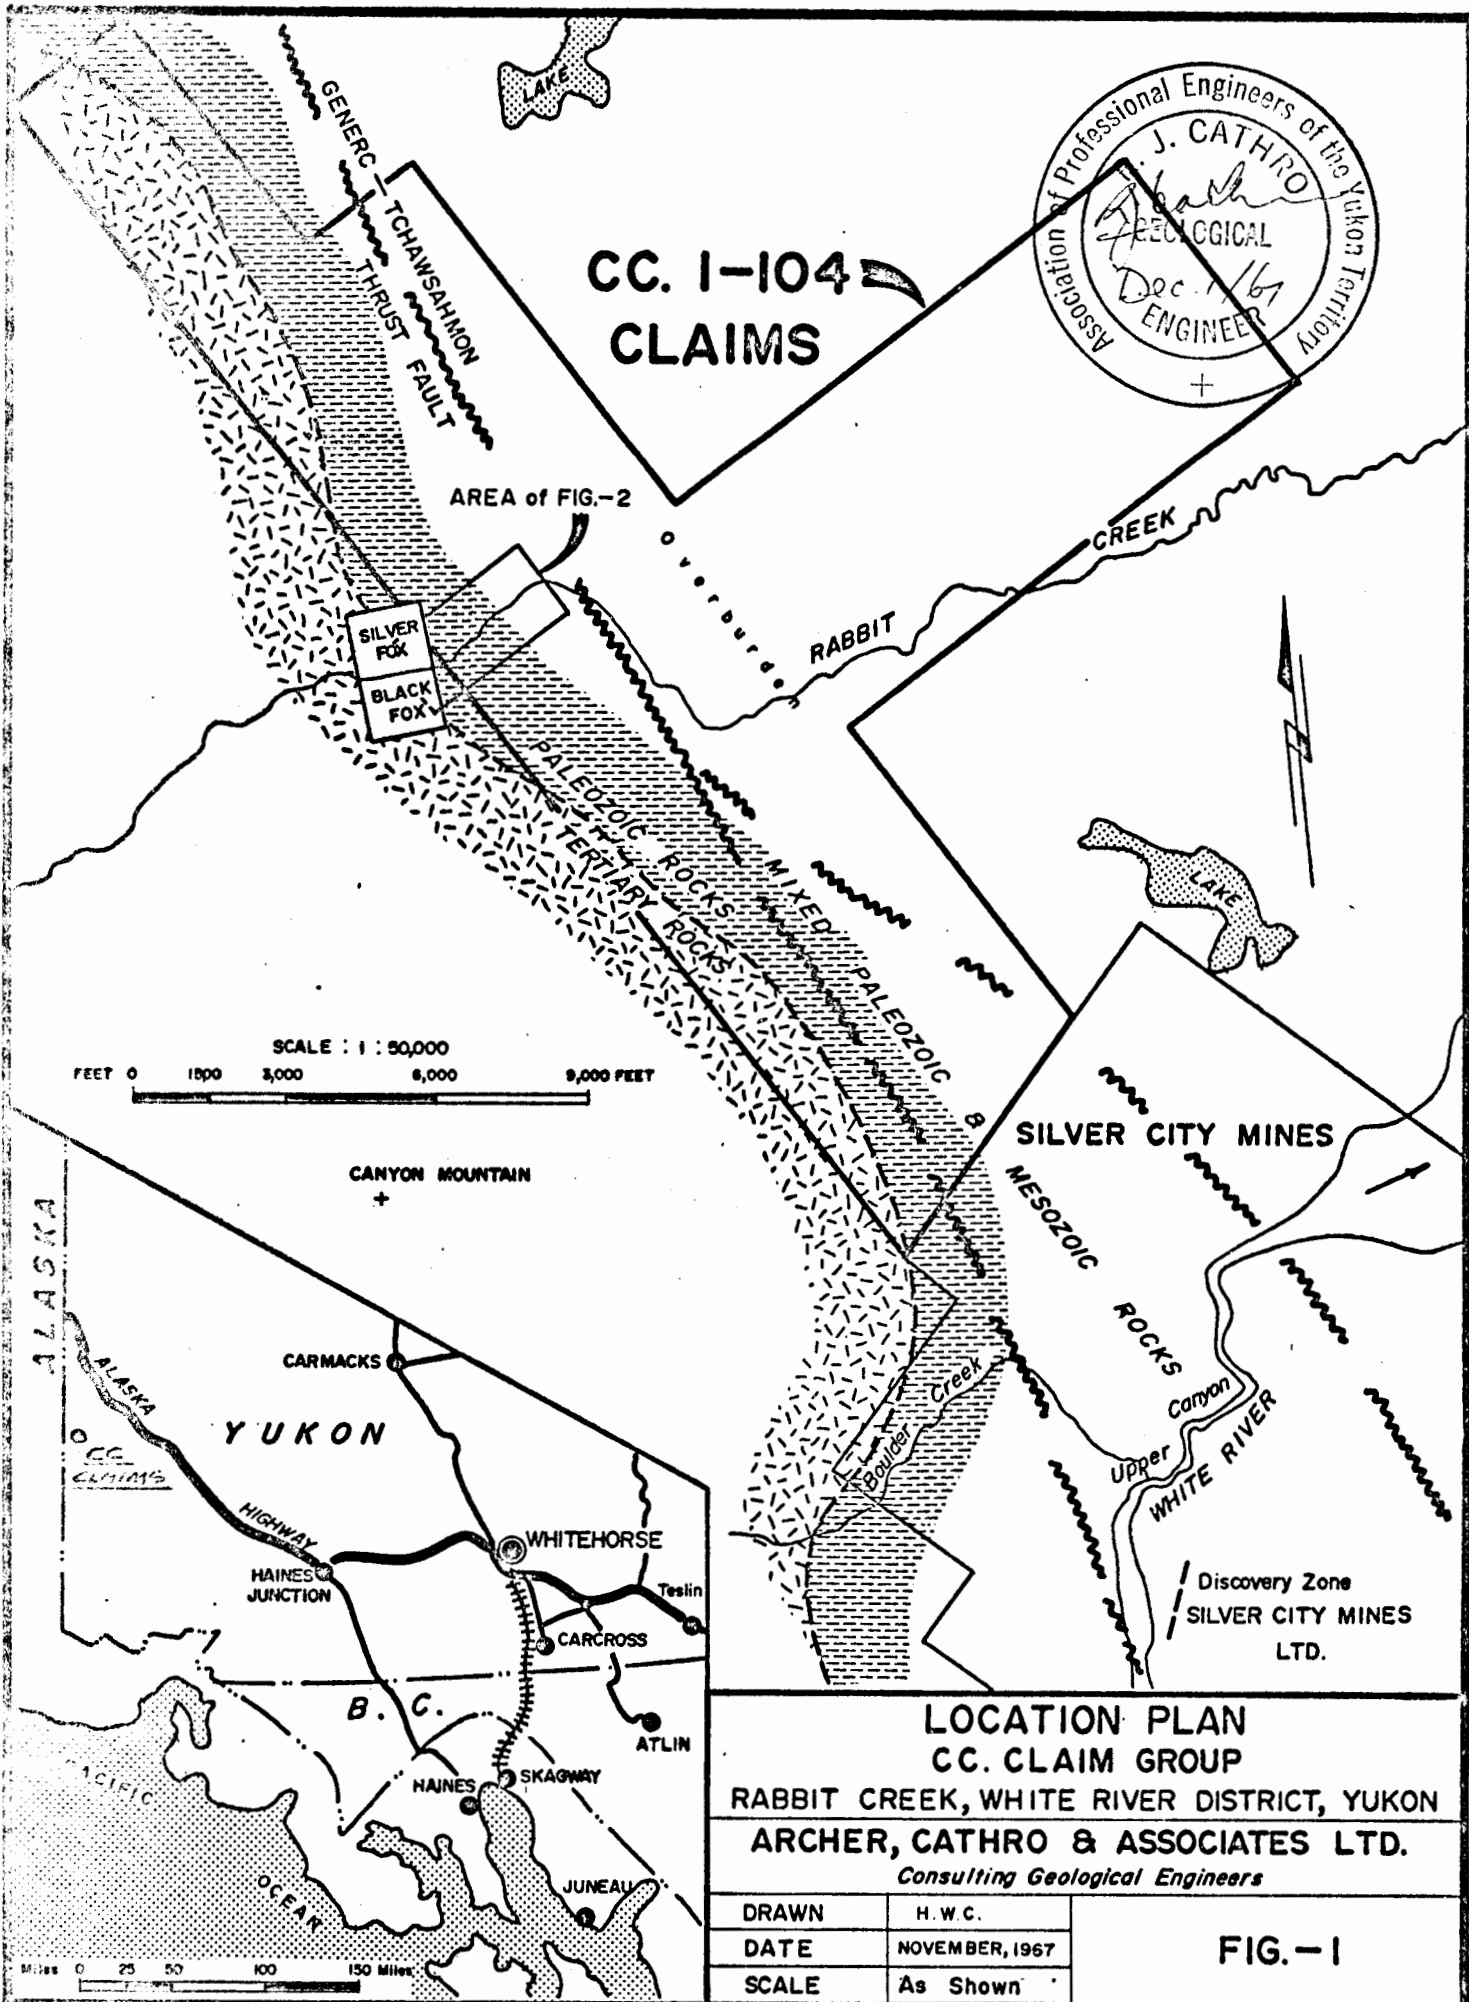 LAKE
GENERC — TCHAWSAHMON
THRUST FAULT
Association of Professional Engineers of the Yukon Territory
J. CATHRO
GEOLOGICAL
Dec. 1/67
ENGINEER
CC. 1-104
CLAIMS
AREA of FIG.-2
Overburden
RABBIT CREEK
SILVER
FOX
BLACK
FOX
PALEOZOIC ROCKS
TERTIARY ROCKS
MIXED PALEOZOIC &
MESOZOIC ROCKS
LAKE
SCALE : 1 : 50,000
FEET 0 1500 3,000 6,000 9,000 FEET
CANYON MOUNTAIN
SILVER CITY MINES
Boulder Creek
Upper Canyon
WHITE RIVER
Discovery Zone
SILVER CITY MINES
LTD.
ALASKA
ALASKA HIGHWAY
CARMACKS
YUKON
CC
CLAIMS
WHITEHORSE
HAINES
JUNCTION
Teslin
CARCROSS
B. C.
ATLIN
HAINES
SKAGWAY
PACIFIC
OCEAN
JUNEAU
Miles 0 25 50 100 150 Miles
LOCATION PLAN
CC. CLAIM GROUP
RABBIT CREEK, WHITE RIVER DISTRICT, YUKON
ARCHER, CATHRO & ASSOCIATES LTD.
Consulting Geological Engineers
DRAWN H.W.C.
DATE NOVEMBER, 1967
SCALE As Shown
FIG.-1